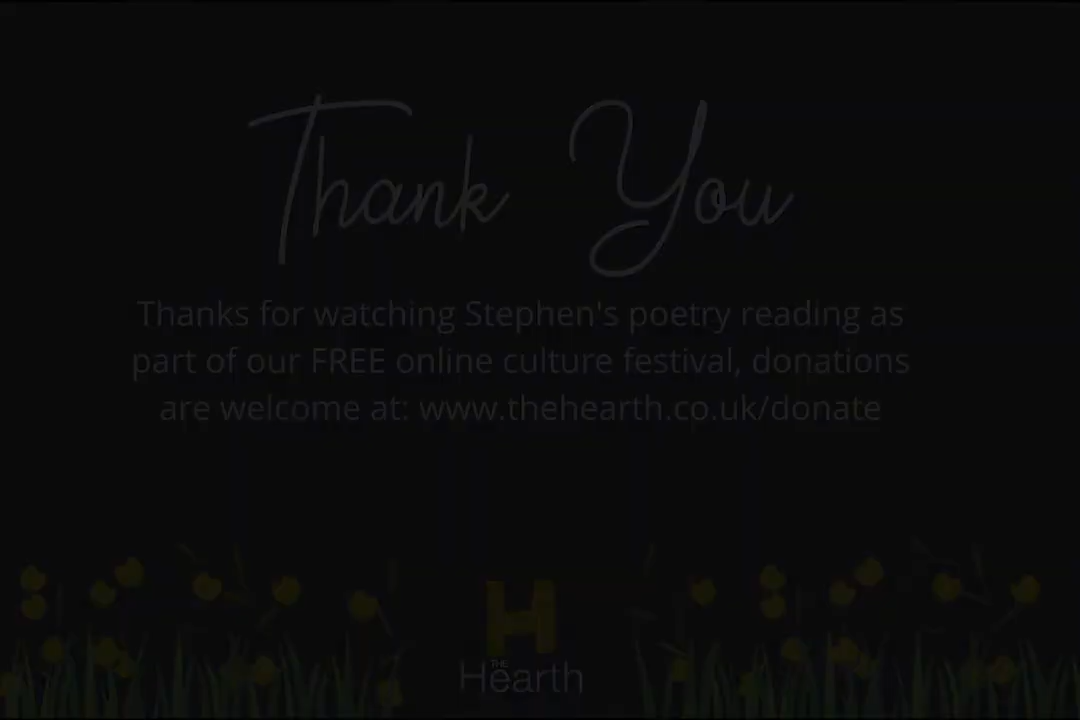 Thank You
Thanks for watching Stephen's poetry reading as
part of our FREE online culture festival, donations
are welcome at: www.thehearth.co.uk/donate
H
THE
Hearth